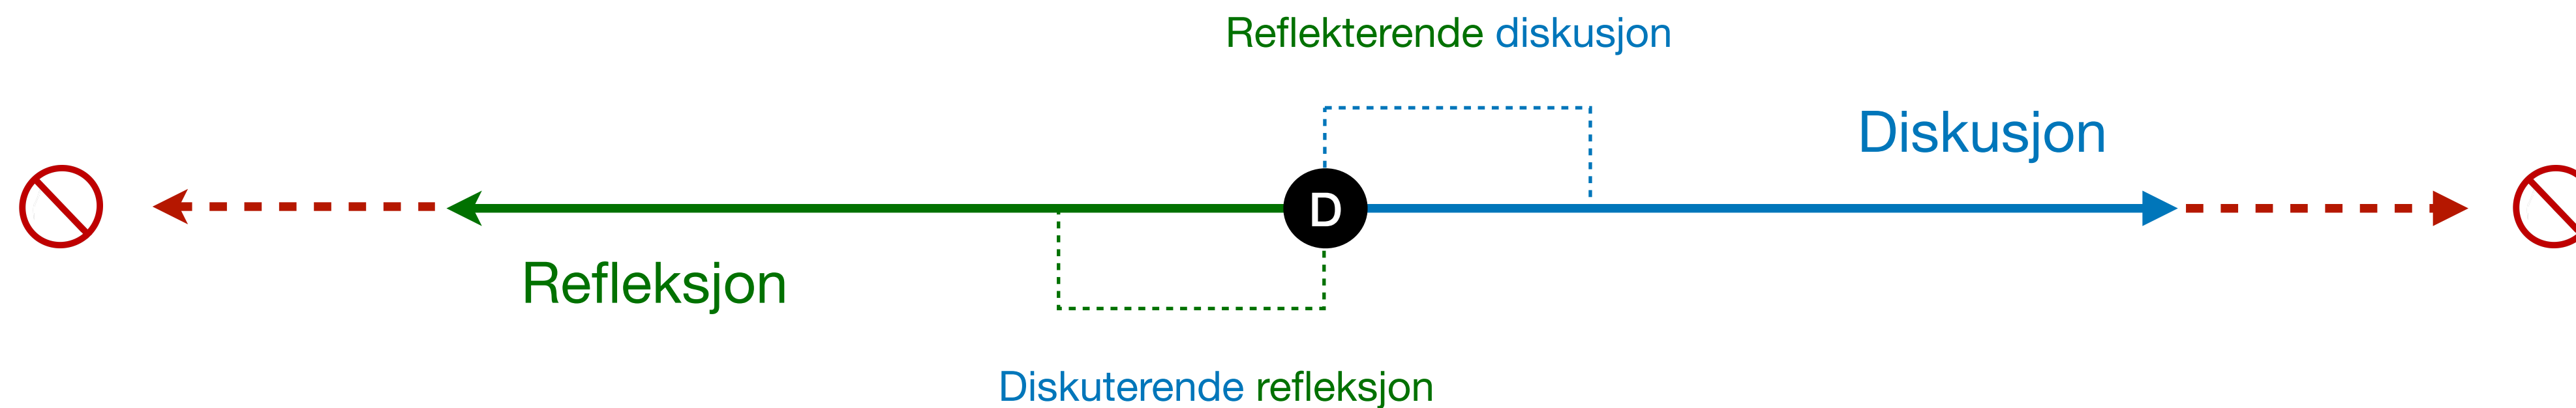 Reflekterende diskusjon
Diskusjon
D
Refleksjon
Diskuterende refleksjon